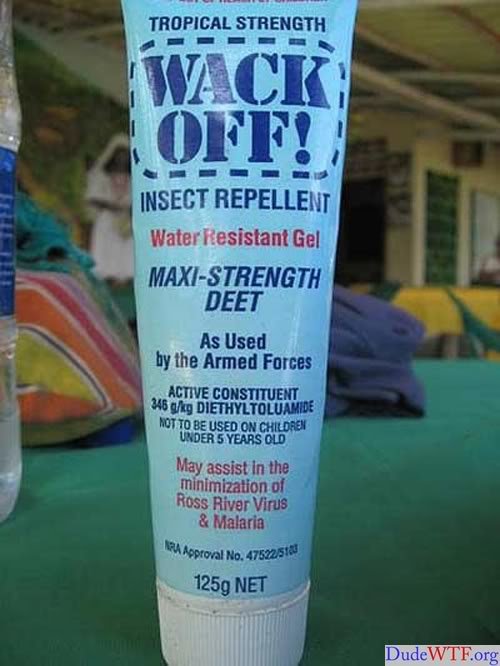 TROPICAL STRENGTH
WACK
OFF!
INSECT REPELLENT
Water Resistant Gel
MAXI-STRENGTH
DEET
As Used
by the Armed Forces
ACTIVE CONSTITUENT
346 g/kg DIETHYLTOLUAMIDE
NOT TO BE USED ON CHILDREN
UNDER 5 YEARS OLD
May assist in the
minimization of
Ross River Virus
& Malaria
NRA Approval No. 47522/5103
125g NET
DudeWTF.org